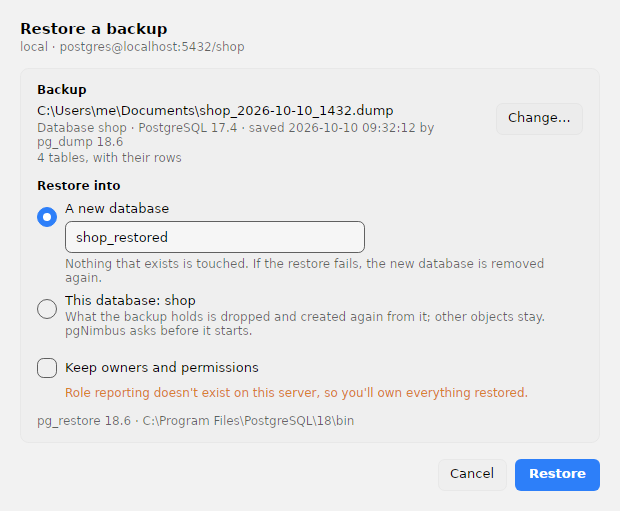 Restore a backup
local · postgres@localhost:5432/shop
Backup
C:\Users\me\Documents\shop_2026-10-10_1432.dump
Database shop · PostgreSQL 17.4 · saved 2026-10-10 09:32:12 by
pg_dump 18.6
4 tables, with their rows
Change...
Restore into
A new database
shop_restored
Nothing that exists is touched. If the restore fails, the new database is removed
again.
This database: shop
What the backup holds is dropped and created again from it; other objects stay.
pgNimbus asks before it starts.
Keep owners and permissions
Role reporting doesn't exist on this server, so you'll own everything restored.
pg_restore 18.6 · C:\Program Files\PostgreSQL\18\bin
Cancel
Restore